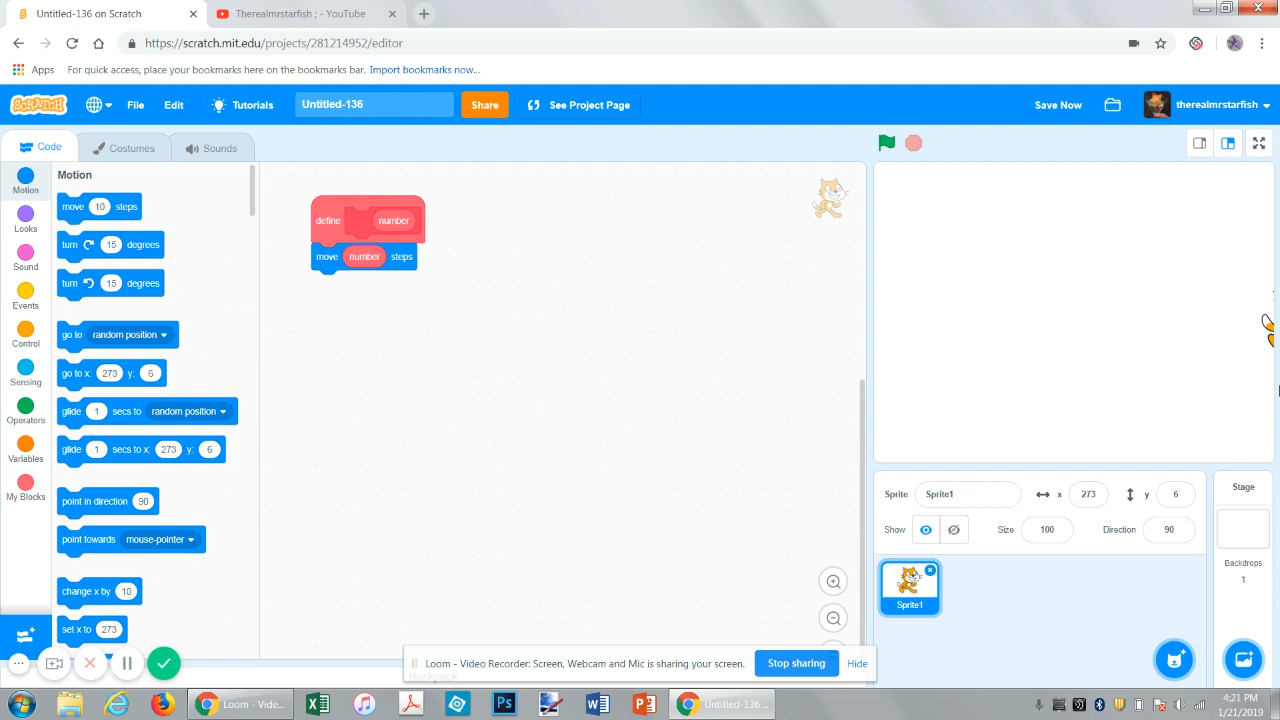 Untitled-136 on Scratch
Therealmrstarfish ; - YouTube
https://scratch.mit.edu/projects/281214952/editor
Apps For quick access, place your bookmarks here on the bookmarks bar. Import bookmarks now...
SCRATCH File Edit Tutorials Untitled-136 Share See Project Page Save Now therealmrstarfish
Code Costumes Sounds
Motion
Looks
Sound
Events
Control
Sensing
Operators
Variables
My Blocks
Motion
move 10 steps
turn 15 degrees
turn 15 degrees
go to random position
go to x: 273 y: 6
glide 1 secs to random position
glide 1 secs to x: 273 y: 6
point in direction 90
point towards mouse-pointer
change x by 10
set x to 273
define number
move number steps
Sprite Sprite1 x 273 y 6
Show Size 100 Direction 90
Sprite1
Stage
Backdrops
1
Loom - Video Recorder: Screen, Webcam and Mic is sharing your screen. Stop sharing Hide
Backpack
Loom - Vide...
Untitled-136 ...
4:21 PM
1/21/2019